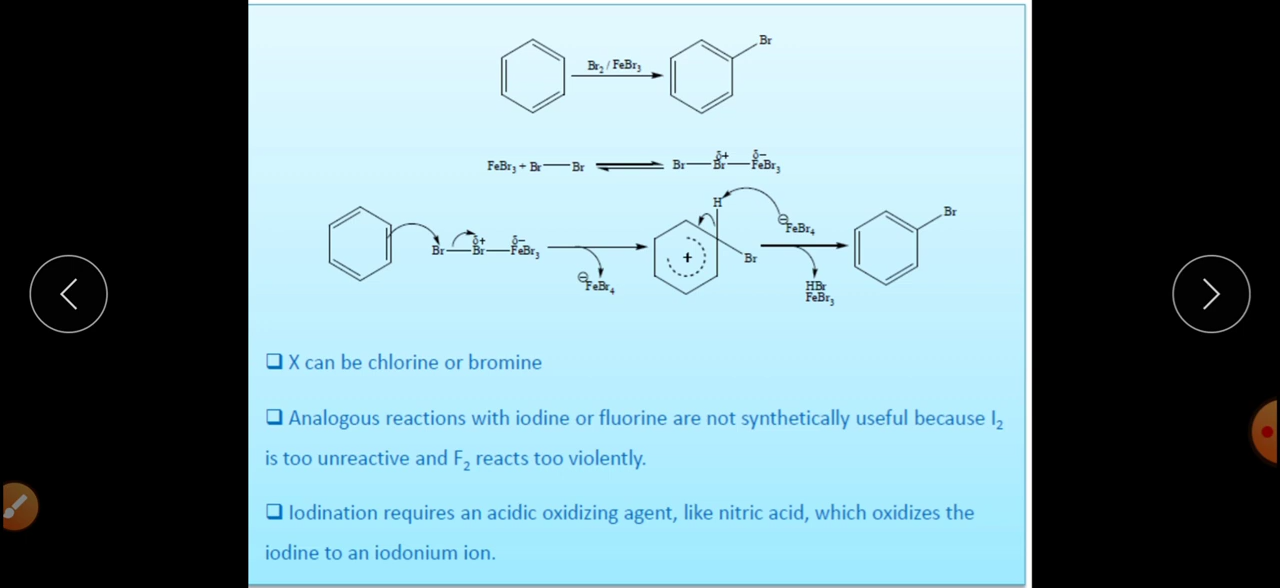 Br
Br₂ / FeBr₃
FeBr₃ + Br—Br Br—Br—FeBr₃
δ+ δ−
H
Br
⊖FeBr₄
Br—Br—FeBr₃
δ+ δ−
+
Br
⊖FeBr₄
HBr
FeBr₃
❑ X can be chlorine or bromine
❑ Analogous reactions with iodine or fluorine are not synthetically useful because I₂
is too unreactive and F₂ reacts too violently.
❑ Iodination requires an acidic oxidizing agent, like nitric acid, which oxidizes the
iodine to an iodonium ion.